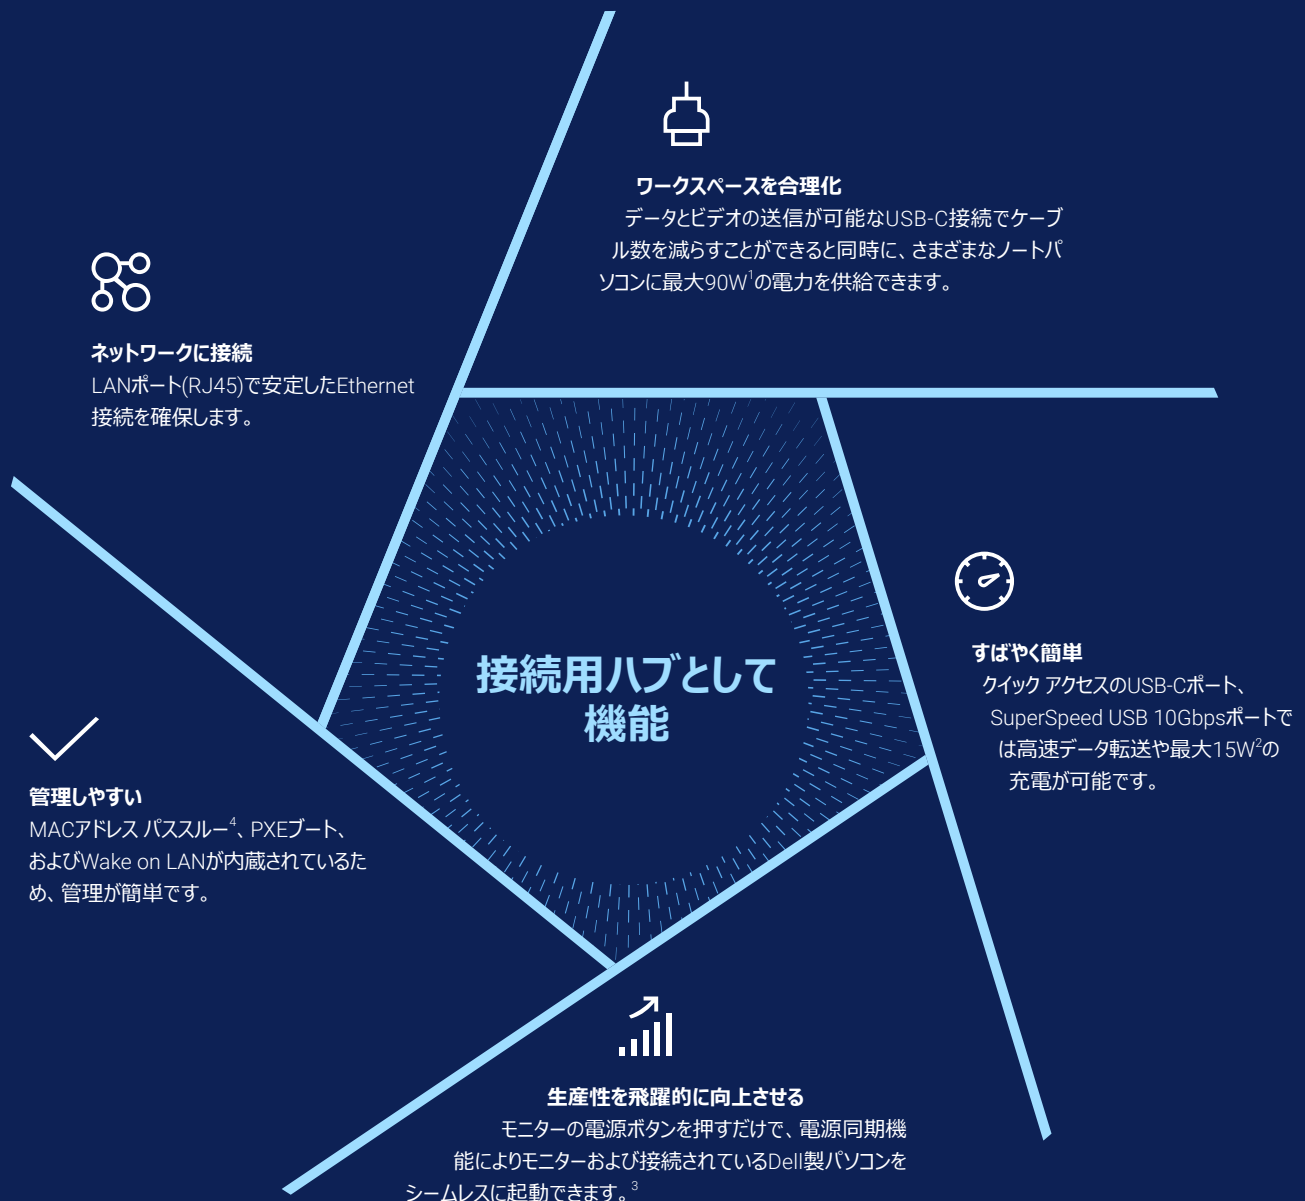 ワークスペースを合理化
データとビデオの送信が可能なUSB-C接続でケーブ
ル数を減らすことができると同時に、さまざまなノートパ
ソコンに最大90W¹の電力を供給できます。
ネットワークに接続
LANポート(RJ45)で安定したEthernet
接続を確保します。
接続用ハブとして
機能
すばやく簡単
クイック アクセスのUSB-Cポート、
SuperSpeed USB 10Gbpsポートで
は高速データ転送や最大15W²の
充電が可能です。
管理しやすい
MACアドレス パススルー⁴、PXEブート、
およびWake on LANが内蔵されているた
め、管理が簡単です。
生産性を飛躍的に向上させる
モニターの電源ボタンを押すだけで、電源同期機
能によりモニターおよび接続されているDell製パソコンを
シームレスに起動できます。³